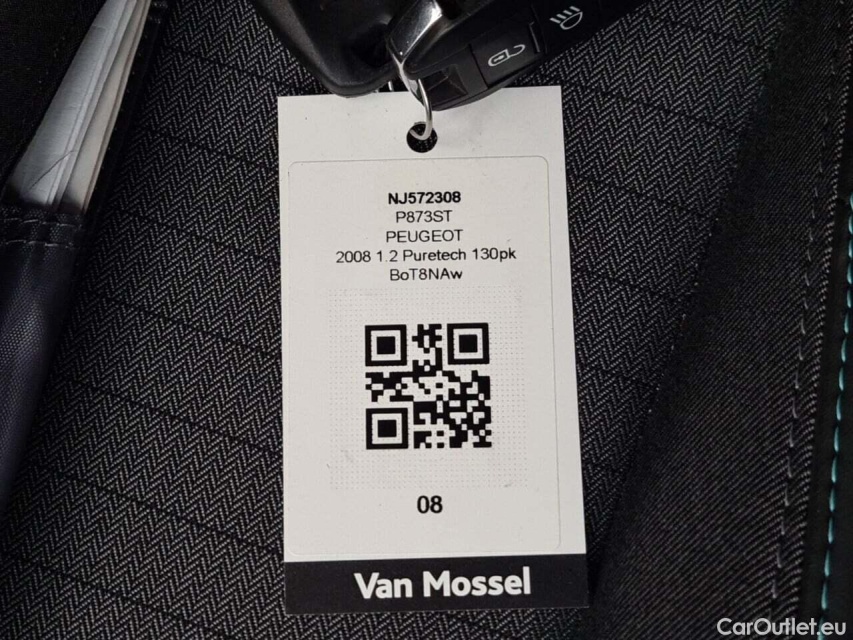 NJ572308
P873ST
PEUGEOT
2008 1.2 Puretech 130pk
BoT8NAw
08
Van Mossel
CarOutlet.eu